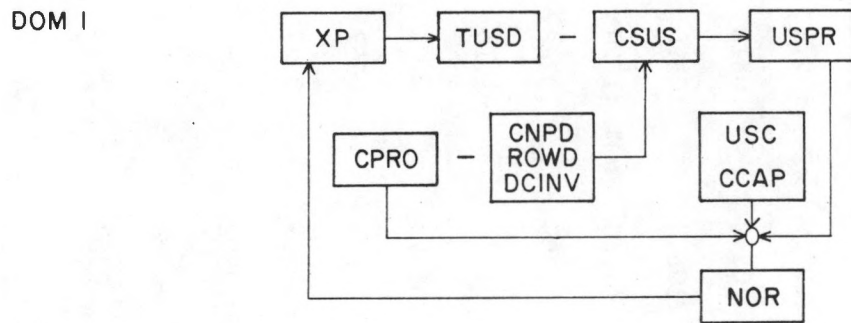 DOM I
XP
TUSD
CSUS
USPR
CPRO
CNPD
ROWD
DCINV
USC
CCAP
NOR